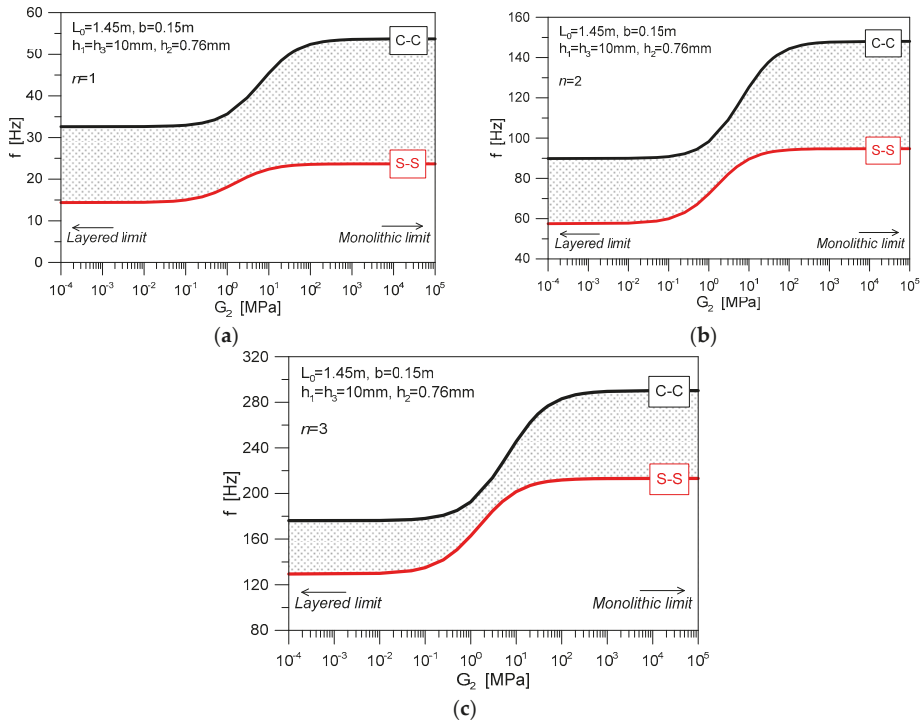 60
50
40
30
20
10
0
f [Hz]
L₀=1.45m, b=0.15m
h₁=h₃=10mm, h₂=0.76mm
n=1
C-C
S-S
Layered limit
Monolithic limit
10⁻⁴ 10⁻³ 10⁻² 10⁻¹ 10⁰ 10¹ 10² 10³ 10⁴ 10⁵
G₂ [MPa]
(a)
160
140
120
100
80
60
40
f [Hz]
L₀=1.45m, b=0.15m
h₁=h₃=10mm, h₂=0.76mm
n=2
C-C
S-S
Layered limit
Monolithic limit
10⁻⁴ 10⁻³ 10⁻² 10⁻¹ 10⁰ 10¹ 10² 10³ 10⁴ 10⁵
G₂ [MPa]
(b)
320
280
240
200
160
120
80
f [Hz]
L₀=1.45m, b=0.15m
h₁=h₃=10mm, h₂=0.76mm
n=3
C-C
S-S
Layered limit
Monolithic limit
10⁻⁴ 10⁻³ 10⁻² 10⁻¹ 10⁰ 10¹ 10² 10³ 10⁴ 10⁵
G₂ [MPa]
(c)